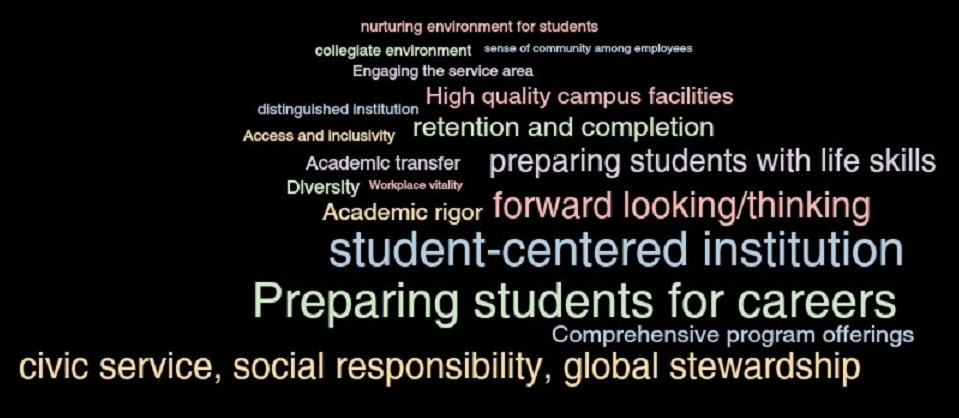 nurturing environment for students
collegiate environment sense of community among employees
Engaging the service area
High quality campus facilities
distinguished institution
retention and completion
Access and inclusivity
Academic transfer preparing students with life skills
Diversity Workplace vitality
Academic rigor forward looking/thinking
student-centered institution
Preparing students for careers
Comprehensive program offerings
civic service, social responsibility, global stewardship